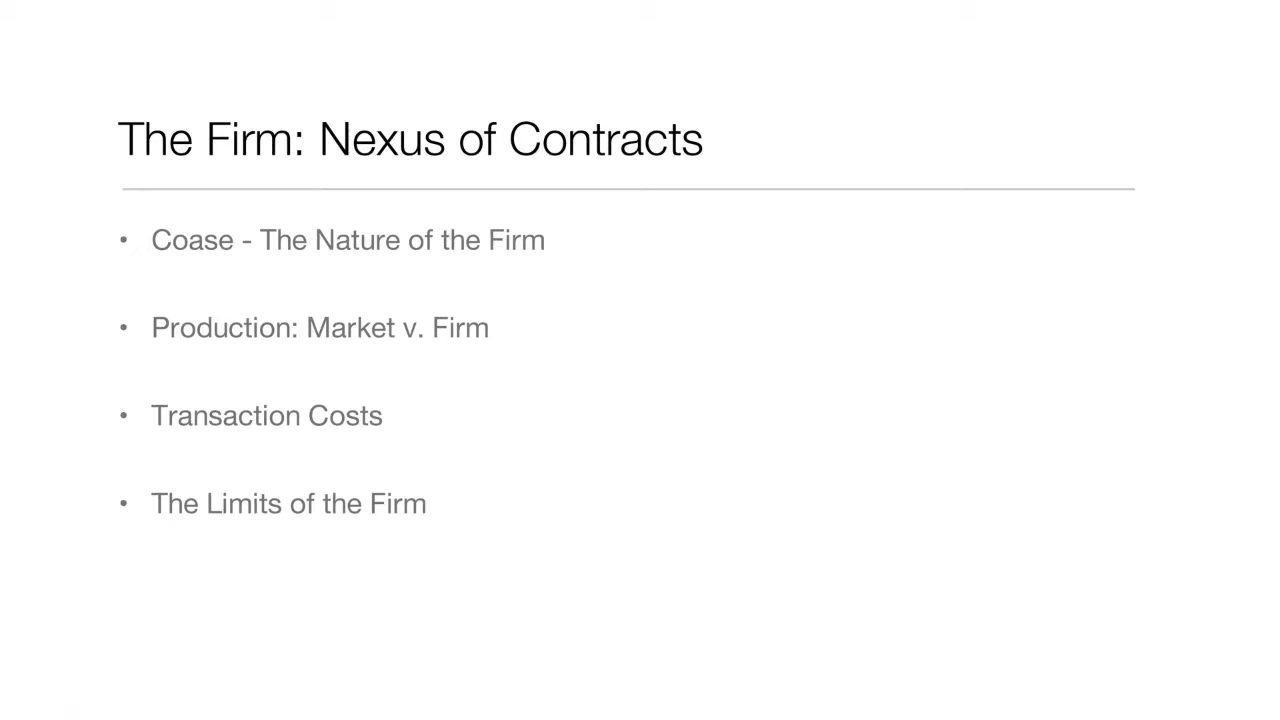 The Firm: Nexus of Contracts
• Coase - The Nature of the Firm
• Production: Market v. Firm
• Transaction Costs
• The Limits of the Firm